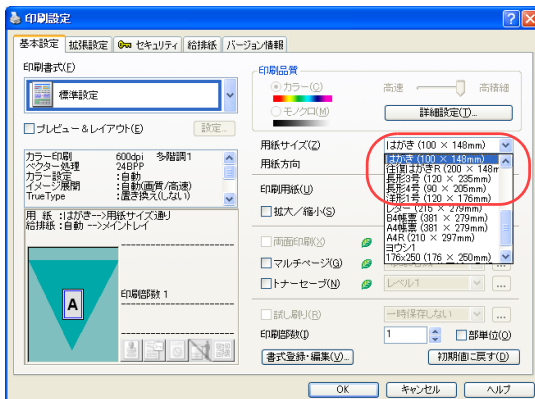 印刷設定
基本設定 拡張設定 セキュリティ 給排紙 バージョン情報
印刷書式(F)
標準設定
プレビュー＆レイアウト(E) 設定...
カラー印刷 600dpi 多階調1
ベクター処理 24BPP
カラー設定 :自動
イメージ展開 :自動(画質/高速)
TrueType :置き換え(しない)
用 紙 :はがき-->用紙サイズ通り
給排紙 :自動 -->メイントレイ
A
印刷部数 1
印刷品質
カラー(C) 高速 高精細
モノクロ(M) 詳細設定(T)...
用紙サイズ(Z) はがき (100 × 148mm)
用紙方向
はがき (100 × 148mm)
往復はがきR (200 × 148m
長形3号 (120 × 235mm)
長形4号 (90 × 205mm)
洋形1号 (120 × 176mm)
レター (216 × 279mm)
B4帳票 (381 × 279mm)
A4帳票 (381 × 279mm)
A4R (210 × 297mm)
ヨウシ1
176x250 (176 × 250mm)
印刷用紙(U)
拡大／縮小(S)
両面印刷(X)
マルチページ(G) ...
トナーセーブ(N) レベル1 ...
試し刷り(R) 一時保存しない ...
印刷部数(I) 1 部単位(O)
書式登録・編集(V)... 初期値に戻す(D)
OK キャンセル ヘルプ